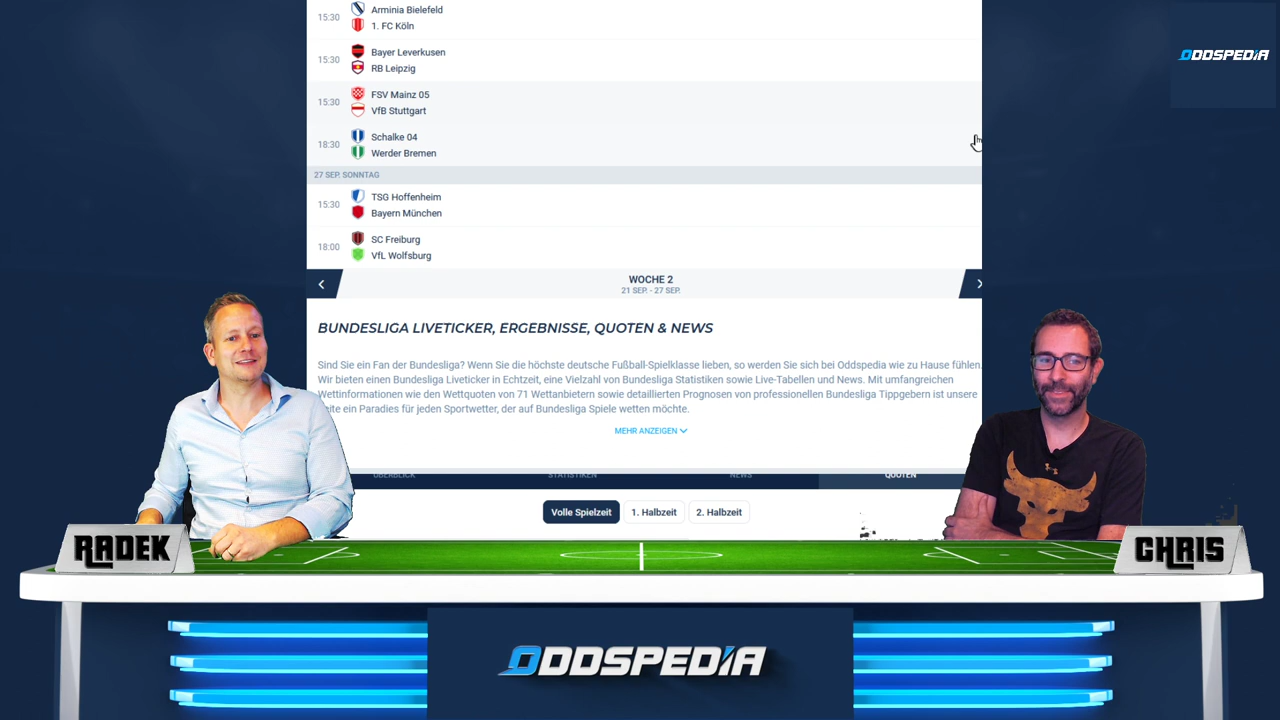 15:30
Arminia Bielefeld
1. FC Köln
15:30
Bayer Leverkusen
RB Leipzig
15:30
FSV Mainz 05
VfB Stuttgart
18:30
Schalke 04
Werder Bremen
27 SEP. SONNTAG
15:30
TSG Hoffenheim
Bayern München
18:00
SC Freiburg
VfL Wolfsburg
WOCHE 2
21 SEP. - 27 SEP.
BUNDESLIGA LIVETICKER, ERGEBNISSE, QUOTEN & NEWS
Sind Sie ein Fan der Bundesliga? Wenn Sie die höchste deutsche Fußball-Spielklasse lieben, so werden Sie sich bei Oddspedia wie zu Hause fühlen.
Wir bieten einen Bundesliga Liveticker in Echtzeit, eine Vielzahl von Bundesliga Statistiken sowie Live-Tabellen und News. Mit umfangreichen
Wettinformationen wie den Wettquoten von 71 Wettanbietern sowie detaillierten Prognosen von professionellen Bundesliga Tippgebern ist unsere
ein Paradies für jeden Sportwetter, der auf Bundesliga Spiele wetten möchte.
MEHR ANZEIGEN
ÜBERBLICK STATISTIKEN NEWS QUOTEN
Volle Spielzeit 1. Halbzeit 2. Halbzeit
ODDSPEDIA
RADEK
CHRIS
ODDSPEDIA